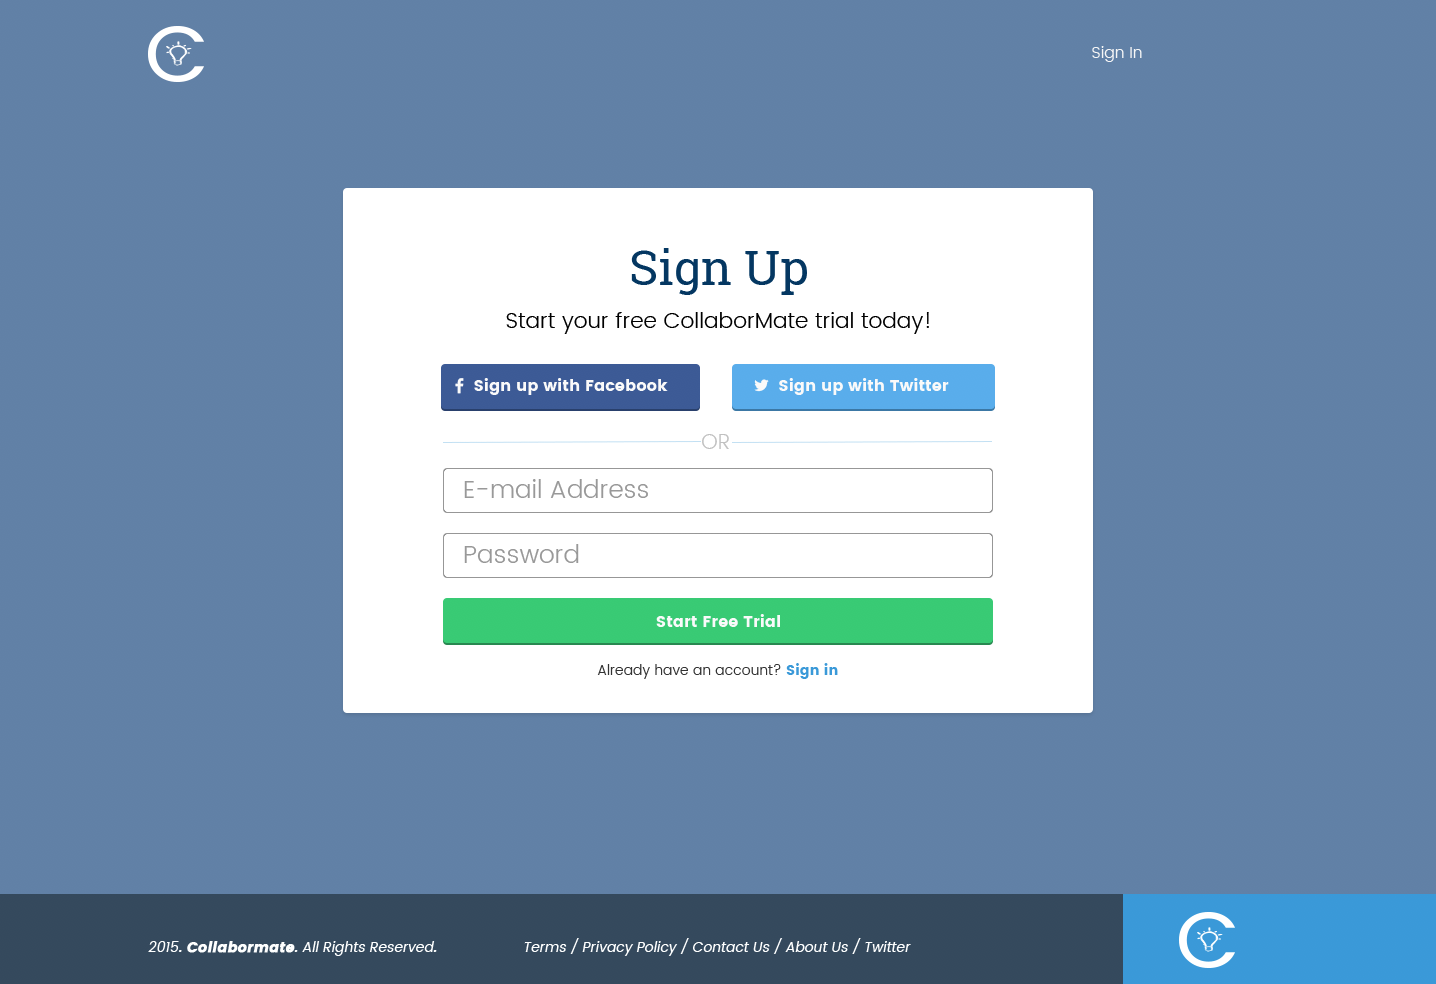 Sign In
Sign Up
Start your free CollaborMate trial today!
Sign up with Facebook
Sign up with Twitter
OR
E-mail Address
Password
Start Free Trial
Already have an account? Sign in
2015. Collabormate. All Rights Reserved.
Terms / Privacy Policy / Contact Us / About Us / Twitter